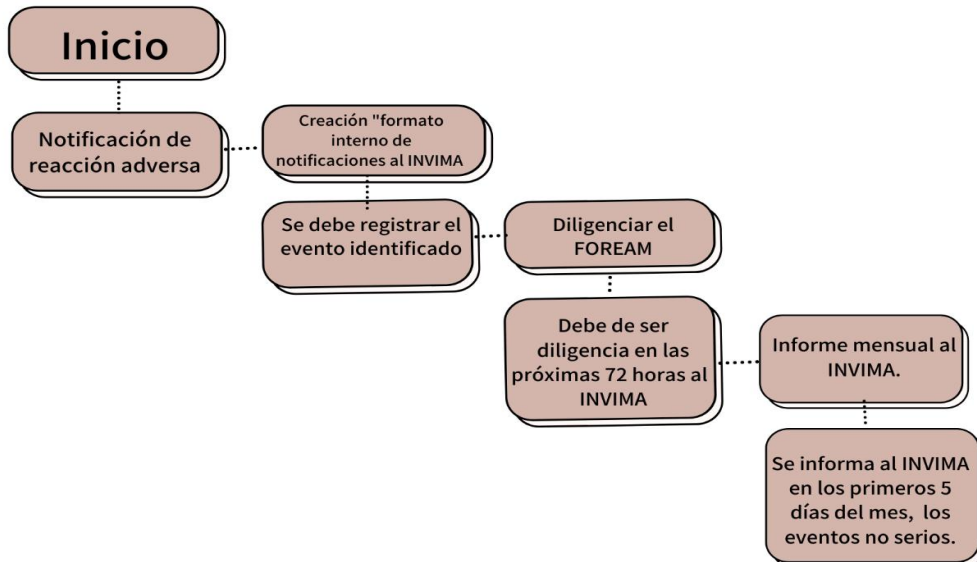 Inicio
Notificación de
reacción adversa
Creación "formato
interno de
notificaciones al INVIMA
Se debe registrar el
evento identificado
Diligenciar el
FOREAM
Debe de ser
diligencia en las
próximas 72 horas al
INVIMA
Informe mensual al
INVIMA.
Se informa al INVIMA
en los primeros 5
días del mes, los
eventos no serios.